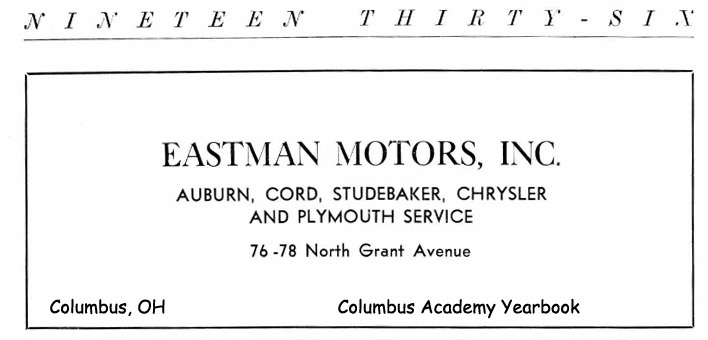 NINETEEN THIRTY-SIX
EASTMAN MOTORS, INC.
AUBURN, CORD, STUDEBAKER, CHRYSLER
AND PLYMOUTH SERVICE
76-78 North Grant Avenue
Columbus, OH Columbus Academy Yearbook